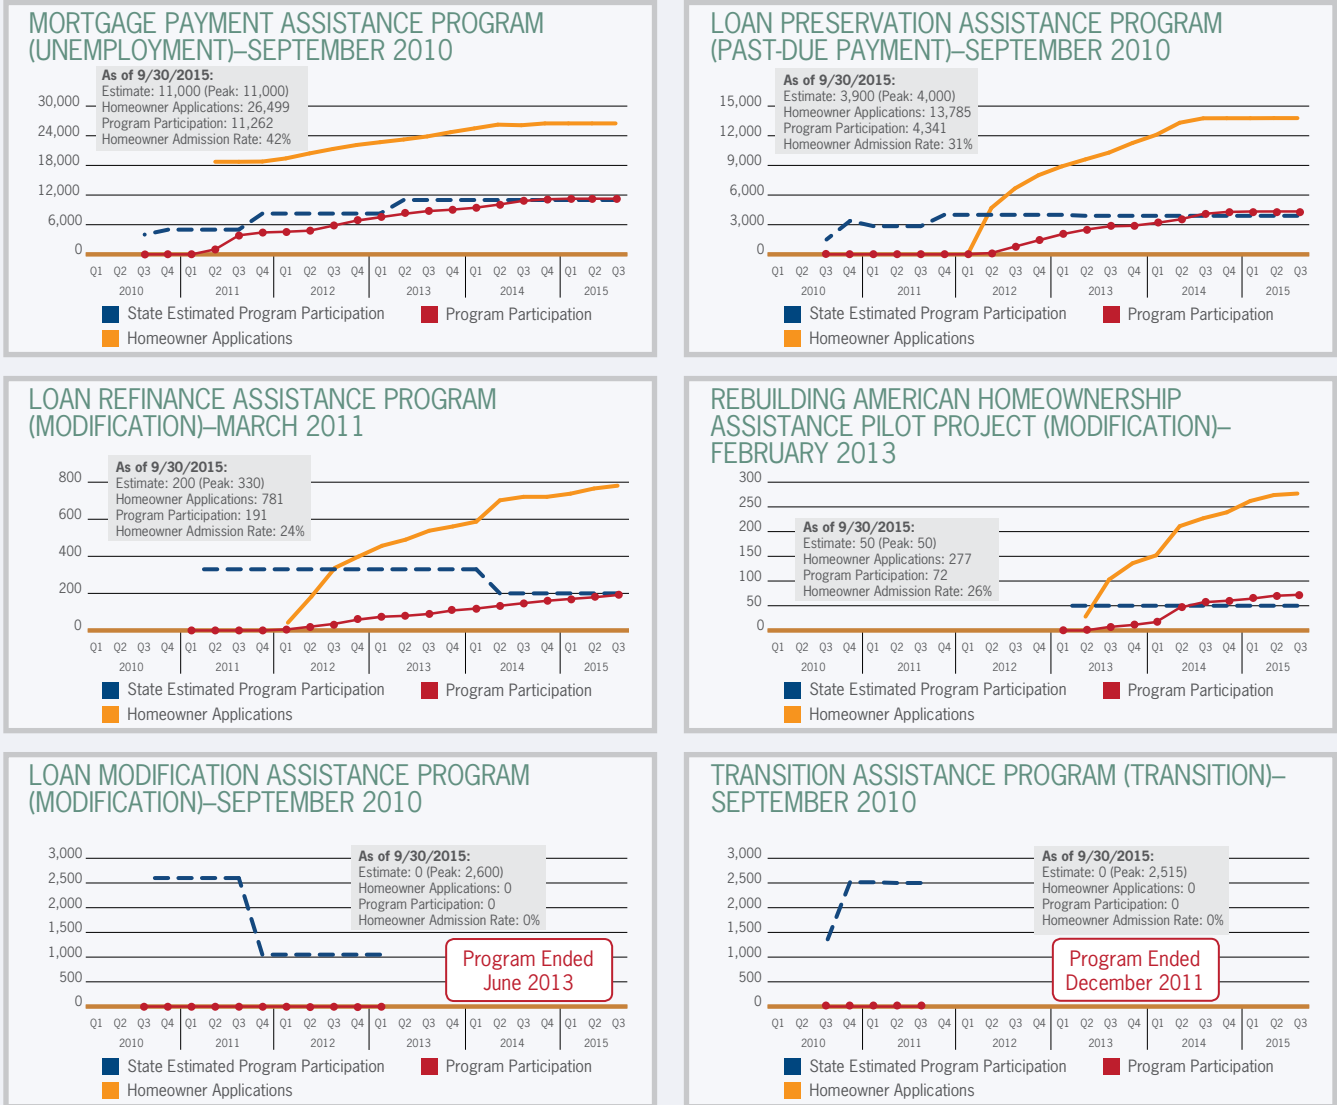 MORTGAGE PAYMENT ASSISTANCE PROGRAM
(UNEMPLOYMENT)–SEPTEMBER 2010
As of 9/30/2015:
Estimate: 11,000 (Peak: 11,000)
Homeowner Applications: 26,499
Program Participation: 11,262
Homeowner Admission Rate: 42%
30,000
24,000
18,000
12,000
6,000
0
Q1 Q2 Q3 Q4 Q1 Q2 Q3 Q4 Q1 Q2 Q3 Q4 Q1 Q2 Q3 Q4 Q1 Q2 Q3 Q4 Q1 Q2 Q3
2010 2011 2012 2013 2014 2015
State Estimated Program Participation Program Participation
Homeowner Applications
LOAN PRESERVATION ASSISTANCE PROGRAM
(PAST-DUE PAYMENT)–SEPTEMBER 2010
As of 9/30/2015:
Estimate: 3,900 (Peak: 4,000)
Homeowner Applications: 13,785
Program Participation: 4,341
Homeowner Admission Rate: 31%
15,000
12,000
9,000
6,000
3,000
0
Q1 Q2 Q3 Q4 Q1 Q2 Q3 Q4 Q1 Q2 Q3 Q4 Q1 Q2 Q3 Q4 Q1 Q2 Q3 Q4 Q1 Q2 Q3
2010 2011 2012 2013 2014 2015
State Estimated Program Participation Program Participation
Homeowner Applications
LOAN REFINANCE ASSISTANCE PROGRAM
(MODIFICATION)–MARCH 2011
As of 9/30/2015:
Estimate: 200 (Peak: 330)
Homeowner Applications: 781
Program Participation: 191
Homeowner Admission Rate: 24%
800
600
400
200
0
Q1 Q2 Q3 Q4 Q1 Q2 Q3 Q4 Q1 Q2 Q3 Q4 Q1 Q2 Q3 Q4 Q1 Q2 Q3 Q4 Q1 Q2 Q3
2010 2011 2012 2013 2014 2015
State Estimated Program Participation Program Participation
Homeowner Applications
REBUILDING AMERICAN HOMEOWNERSHIP
ASSISTANCE PILOT PROJECT (MODIFICATION)–
FEBRUARY 2013
As of 9/30/2015:
Estimate: 50 (Peak: 50)
Homeowner Applications: 277
Program Participation: 72
Homeowner Admission Rate: 26%
300
250
200
150
100
50
0
Q1 Q2 Q3 Q4 Q1 Q2 Q3 Q4 Q1 Q2 Q3 Q4 Q1 Q2 Q3 Q4 Q1 Q2 Q3 Q4 Q1 Q2 Q3
2010 2011 2012 2013 2014 2015
State Estimated Program Participation Program Participation
Homeowner Applications
LOAN MODIFICATION ASSISTANCE PROGRAM
(MODIFICATION)–SEPTEMBER 2010
As of 9/30/2015:
Estimate: 0 (Peak: 2,600)
Homeowner Applications: 0
Program Participation: 0
Homeowner Admission Rate: 0%
Program Ended
June 2013
3,000
2,500
2,000
1,500
1,000
500
0
Q1 Q2 Q3 Q4 Q1 Q2 Q3 Q4 Q1 Q2 Q3 Q4 Q1 Q2 Q3 Q4 Q1 Q2 Q3 Q4 Q1 Q2 Q3
2010 2011 2012 2013 2014 2015
State Estimated Program Participation Program Participation
Homeowner Applications
TRANSITION ASSISTANCE PROGRAM (TRANSITION)–
SEPTEMBER 2010
As of 9/30/2015:
Estimate: 0 (Peak: 2,515)
Homeowner Applications: 0
Program Participation: 0
Homeowner Admission Rate: 0%
Program Ended
December 2011
3,000
2,500
2,000
1,500
1,000
500
0
Q1 Q2 Q3 Q4 Q1 Q2 Q3 Q4 Q1 Q2 Q3 Q4 Q1 Q2 Q3 Q4 Q1 Q2 Q3 Q4 Q1 Q2 Q3
2010 2011 2012 2013 2014 2015
State Estimated Program Participation Program Participation
Homeowner Applications